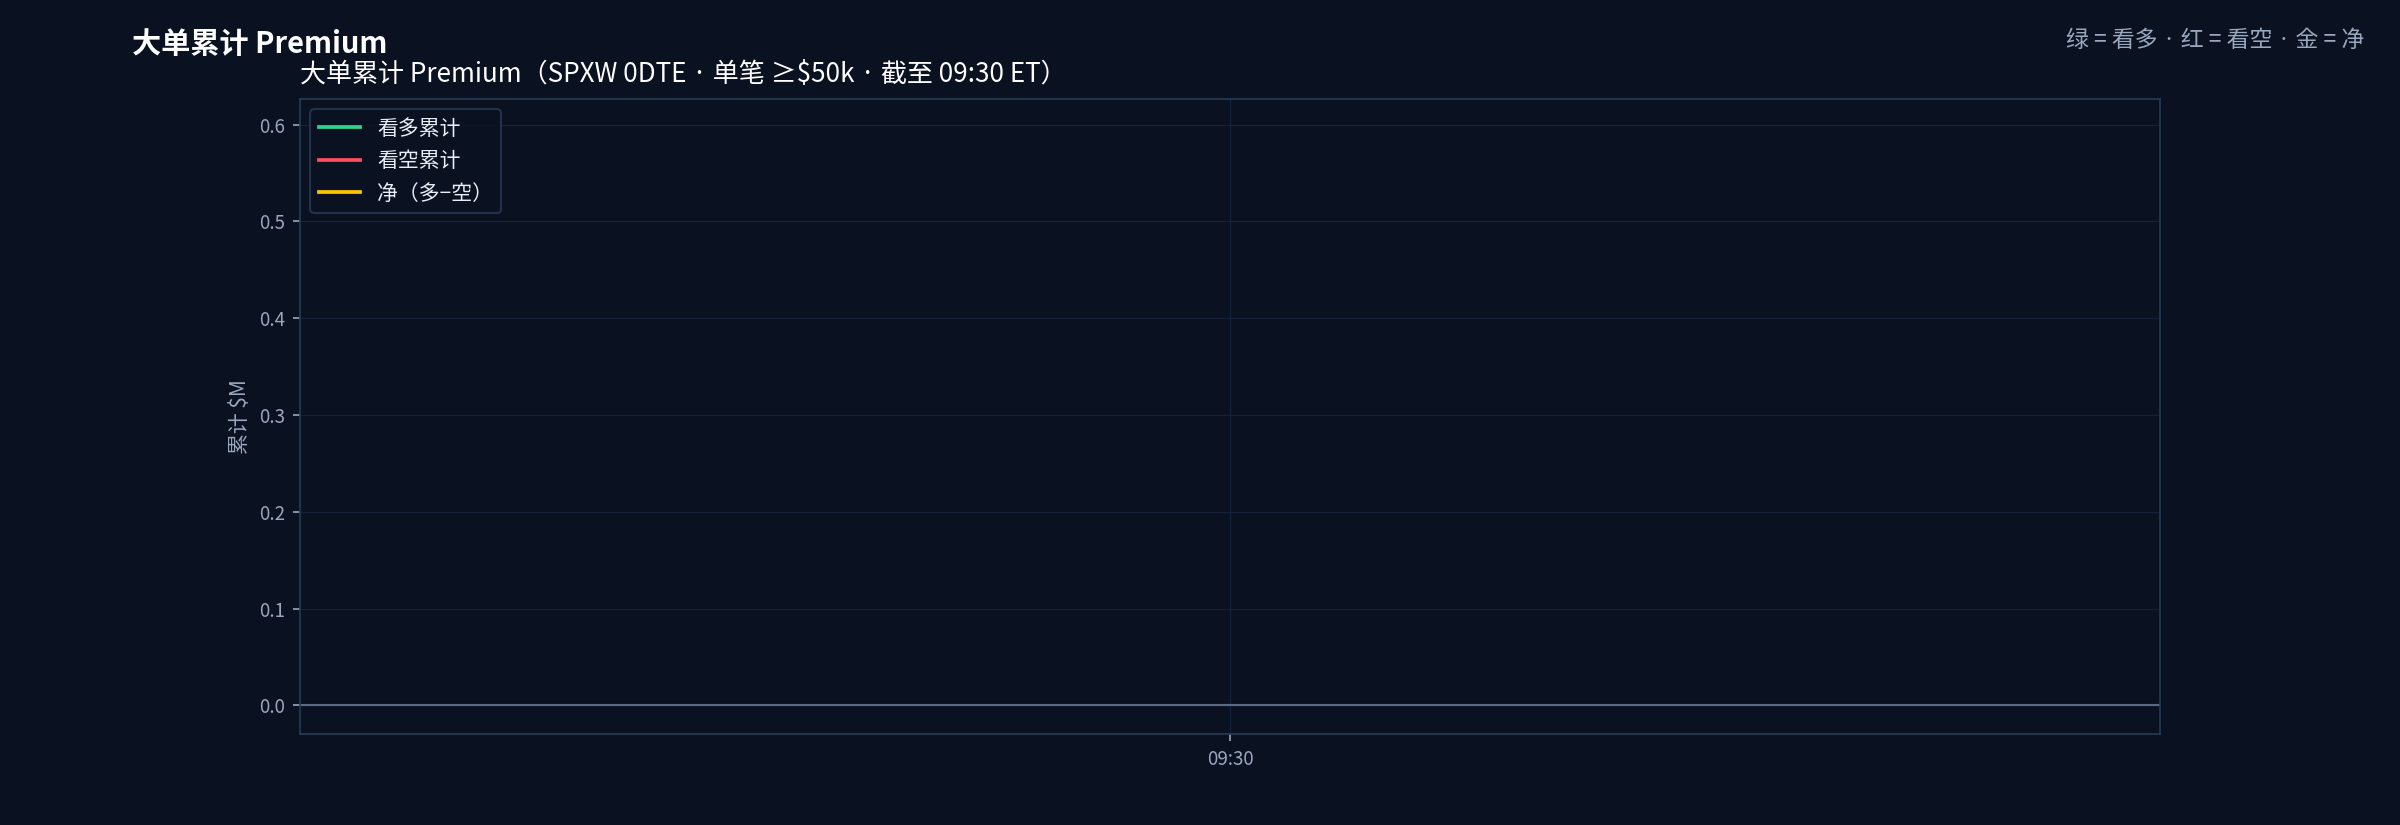 大单累计 Premium
绿 = 看多 · 红 = 看空 · 金 = 净
大单累计 Premium（SPXW 0DTE · 单笔 ≥$50k · 截至 09:30 ET）
看多累计
看空累计
净（多−空）
累计 $M
0.6
0.5
0.4
0.3
0.2
0.1
0.0
09:30